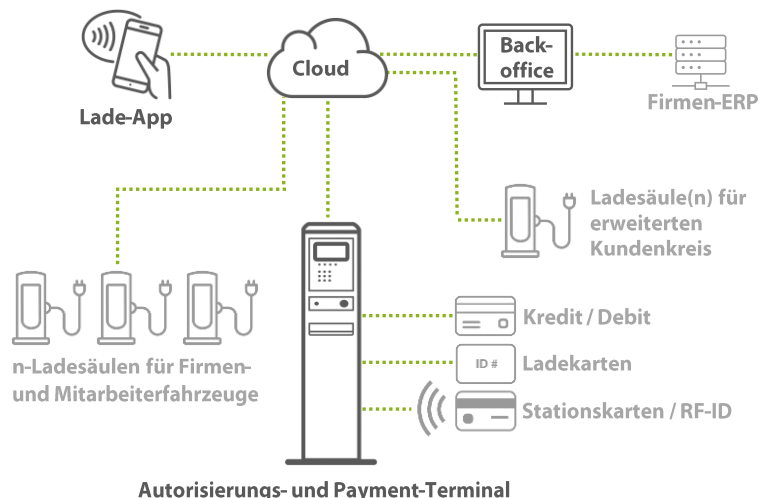 Lade-App
Cloud
Back-
office
Firmen-ERP
Ladesäule(n) für
erweiterten
Kundenkreis
n-Ladesäulen für Firmen-
und Mitarbeiterfahrzeuge
Kredit / Debit
ID #
Ladekarten
Stationskarten / RF-ID
Autorisierungs- und Payment-Terminal